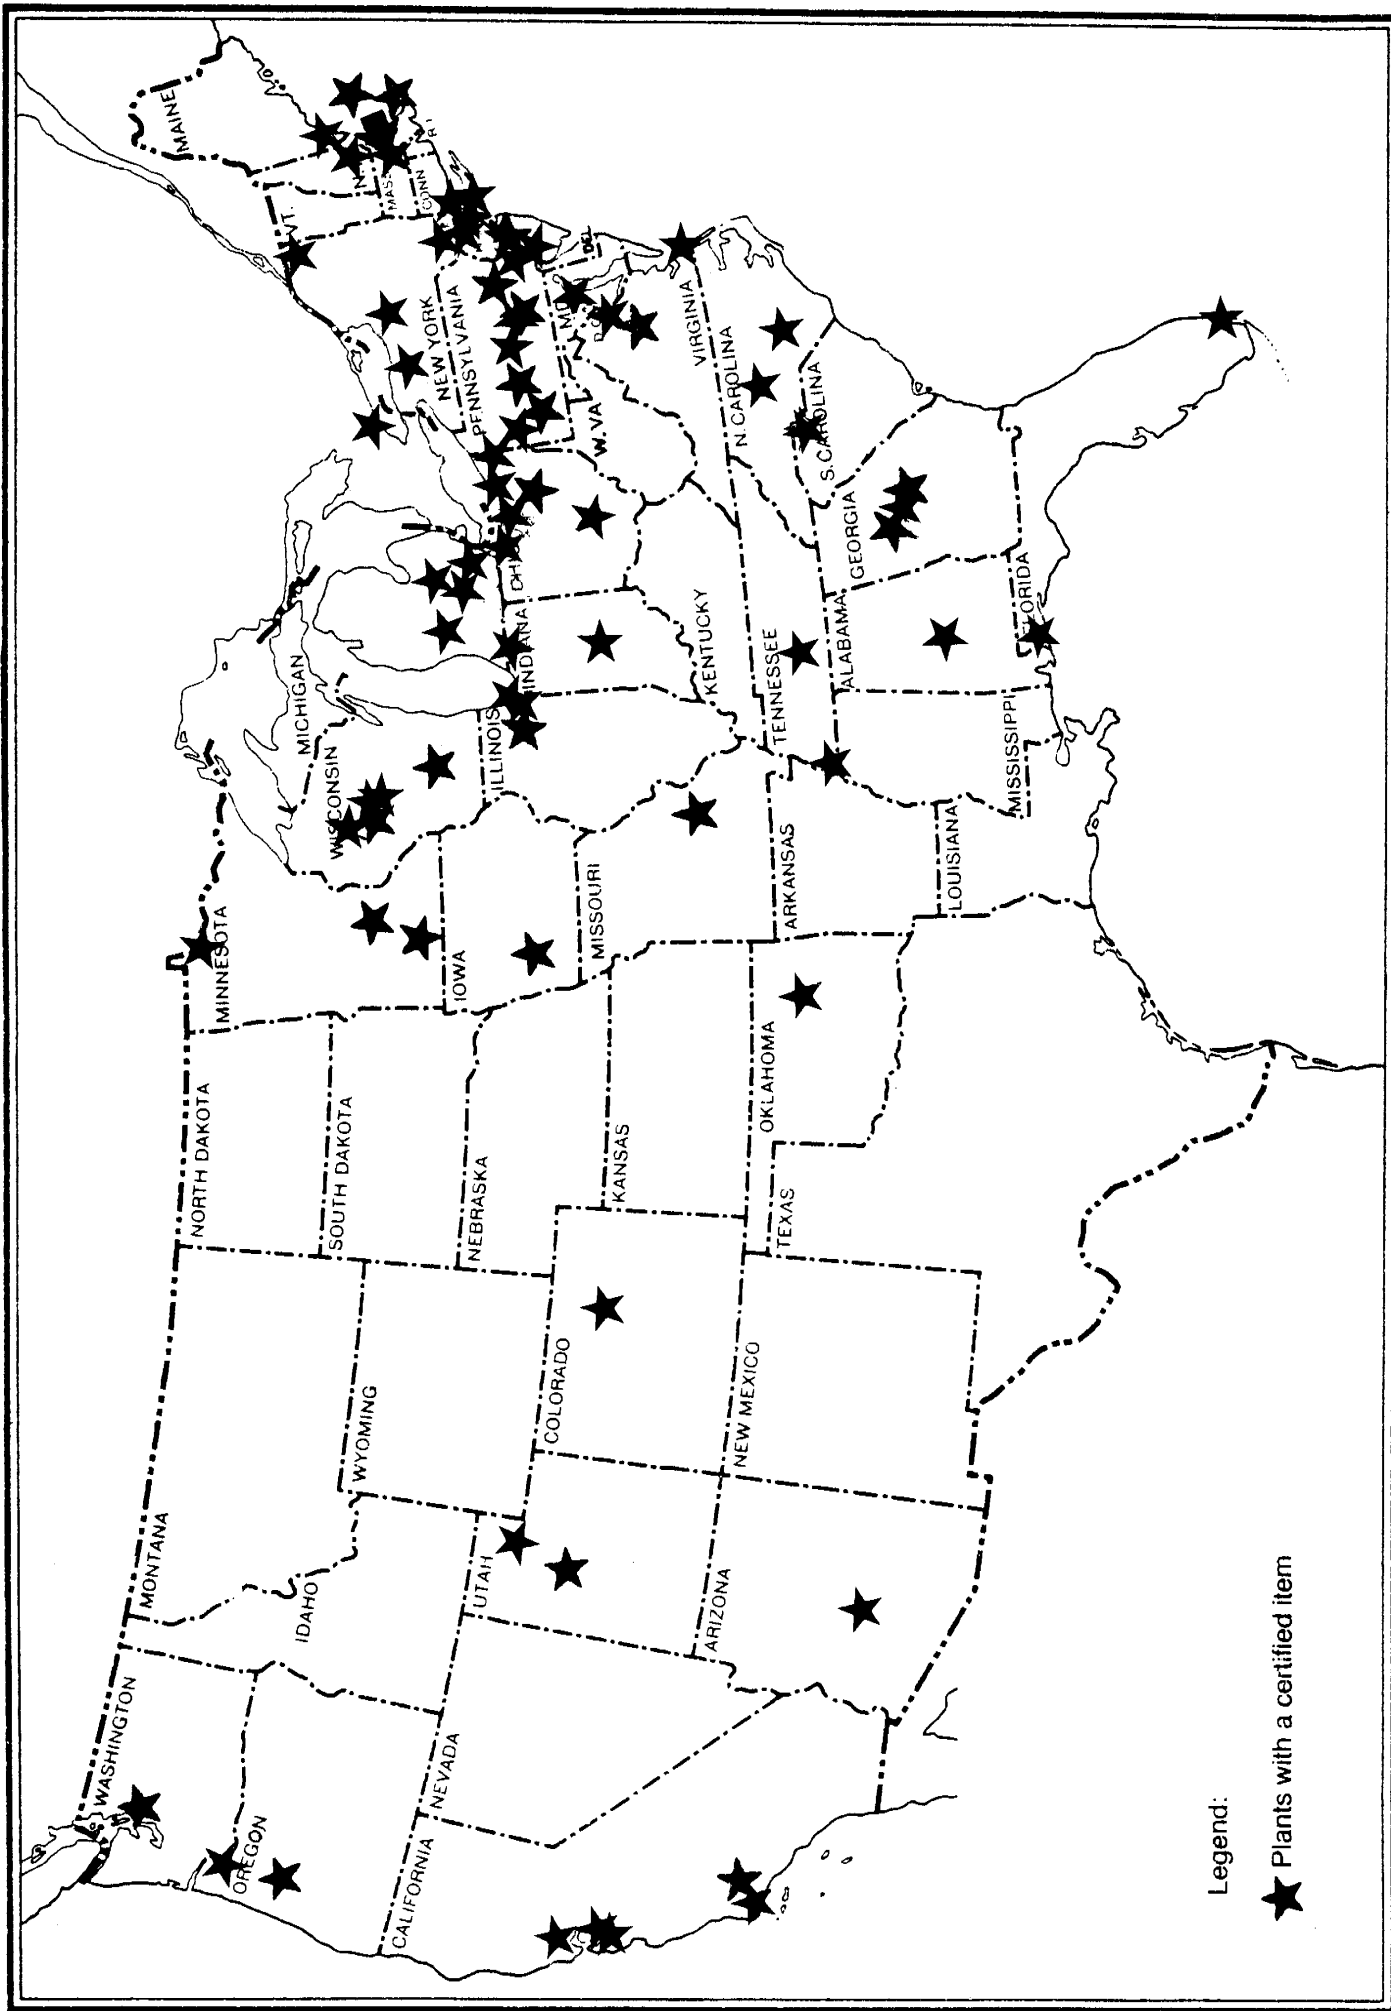 WASHINGTON
OREGON
CALIFORNIA
NEVADA
IDAHO
MONTANA
WYOMING
UTAH
ARIZONA
COLORADO
NEW MEXICO
NORTH DAKOTA
SOUTH DAKOTA
NEBRASKA
KANSAS
TEXAS
OKLAHOMA
MINNESOTA
IOWA
MISSOURI
ARKANSAS
LOUISIANA
WISCONSIN
MICHIGAN
ILLINOIS
INDIANA
KENTUCKY
TENNESSEE
MISSISSIPPI
ALABAMA
GEORGIA
W.VA
VIRGINIA
N.CAROLINA
S.CAROLINA
PENNSYLVANIA
NEW YORK
MD
DEL
VT.
MAINE
MASS
CONN
R.I
Legend:
Plants with a certified item